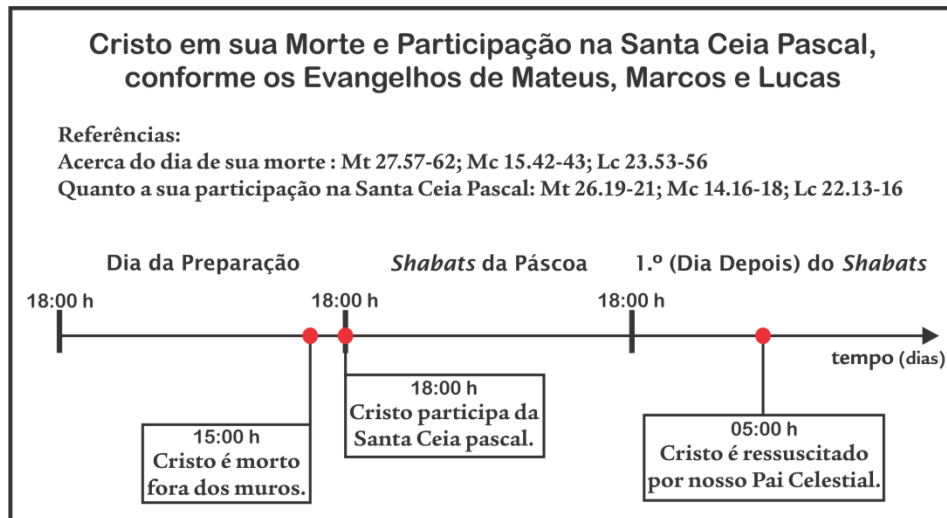 Cristo em sua Morte e Participação na Santa Ceia Pascal,
conforme os Evangelhos de Mateus, Marcos e Lucas
Referências:
Acerca do dia de sua morte : Mt 27.57-62; Mc 15.42-43; Lc 23.53-56
Quanto a sua participação na Santa Ceia Pascal: Mt 26.19-21; Mc 14.16-18; Lc 22.13-16
Dia da Preparação
Shabats da Páscoa
1.º (Dia Depois) do Shabats
18:00 h
18:00 h
18:00 h
tempo (dias)
15:00 h
Cristo é morto
fora dos muros.
18:00 h
Cristo participa da
Santa Ceia pascal.
05:00 h
Cristo é ressuscitado
por nosso Pai Celestial.